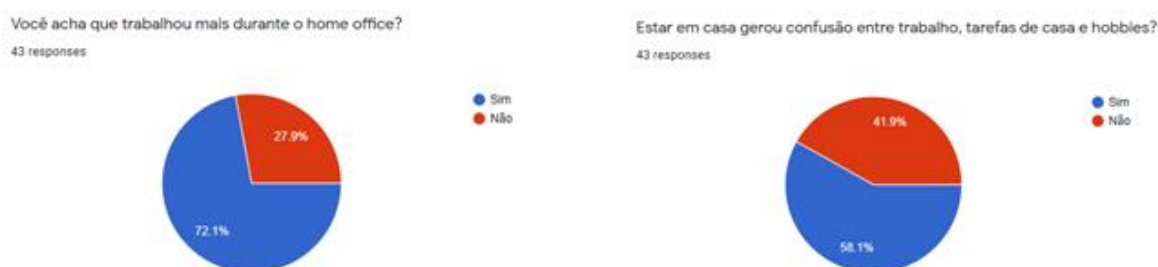 Você acha que trabalhou mais durante o home office?
43 responses
Sim
Não
27.9%
72.1%
Estar em casa gerou confusão entre trabalho, tarefas de casa e hobbies?
43 responses
Sim
Não
41.9%
58.1%